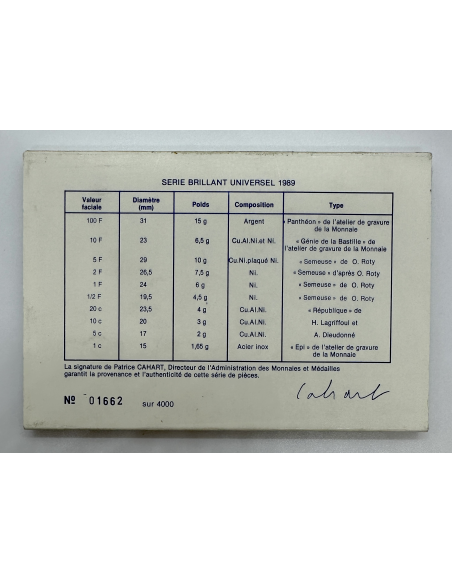 SERIE BRILLANT UNIVERSEL 1989
Valeur faciale Diamètre (mm) Poids Composition Type
100 F 31 15 g Argent « Panthéon » de l'atelier de gravure de la Monnaie
10 F 23 6,5 g Cu.Al.Ni.et Ni. « Génie de la Bastille » de l'atelier de gravure de la Monnaie
5 F 29 10 g Cu.Ni.plaqué Ni. « Semeuse » de O. Roty
2 F 26,5 7,5 g Ni. « Semeuse » d'après O. Roty
1 F 24 6 g Ni. « Semeuse » de O. Roty
1/2 F 19,5 4,5 g Ni. « Semeuse » de O. Roty
20 c 23,5 4 g Cu.Al.Ni. « République » de
10 c 20 3 g Cu.Al.Ni. H. Lagriffoul et
5 c 17 2 g Cu.Al.Ni. A. Dieudonné
1 c 15 1,65 g Acier inox « Epi » de l'atelier de gravure de la Monnaie
La signature de Patrice CAHART, Directeur de l'Administration des Monnaies et Médailles
garantit la provenance et l'authenticité de cette série de pièces.
Nº 01662 sur 4000
Cahart